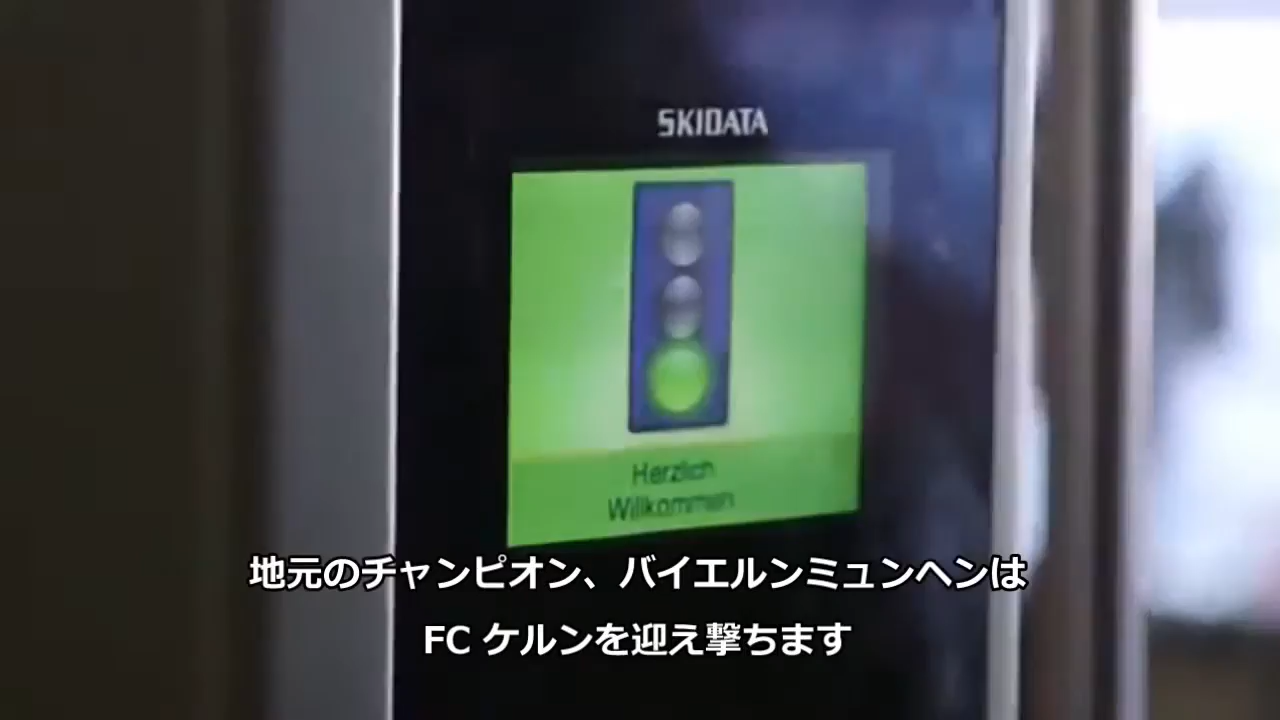 SKIDATA
Herzlich
Willkommen
地元のチャンピオン、バイエルンミュンヘンは
FC ケルンを迎え撃ちます